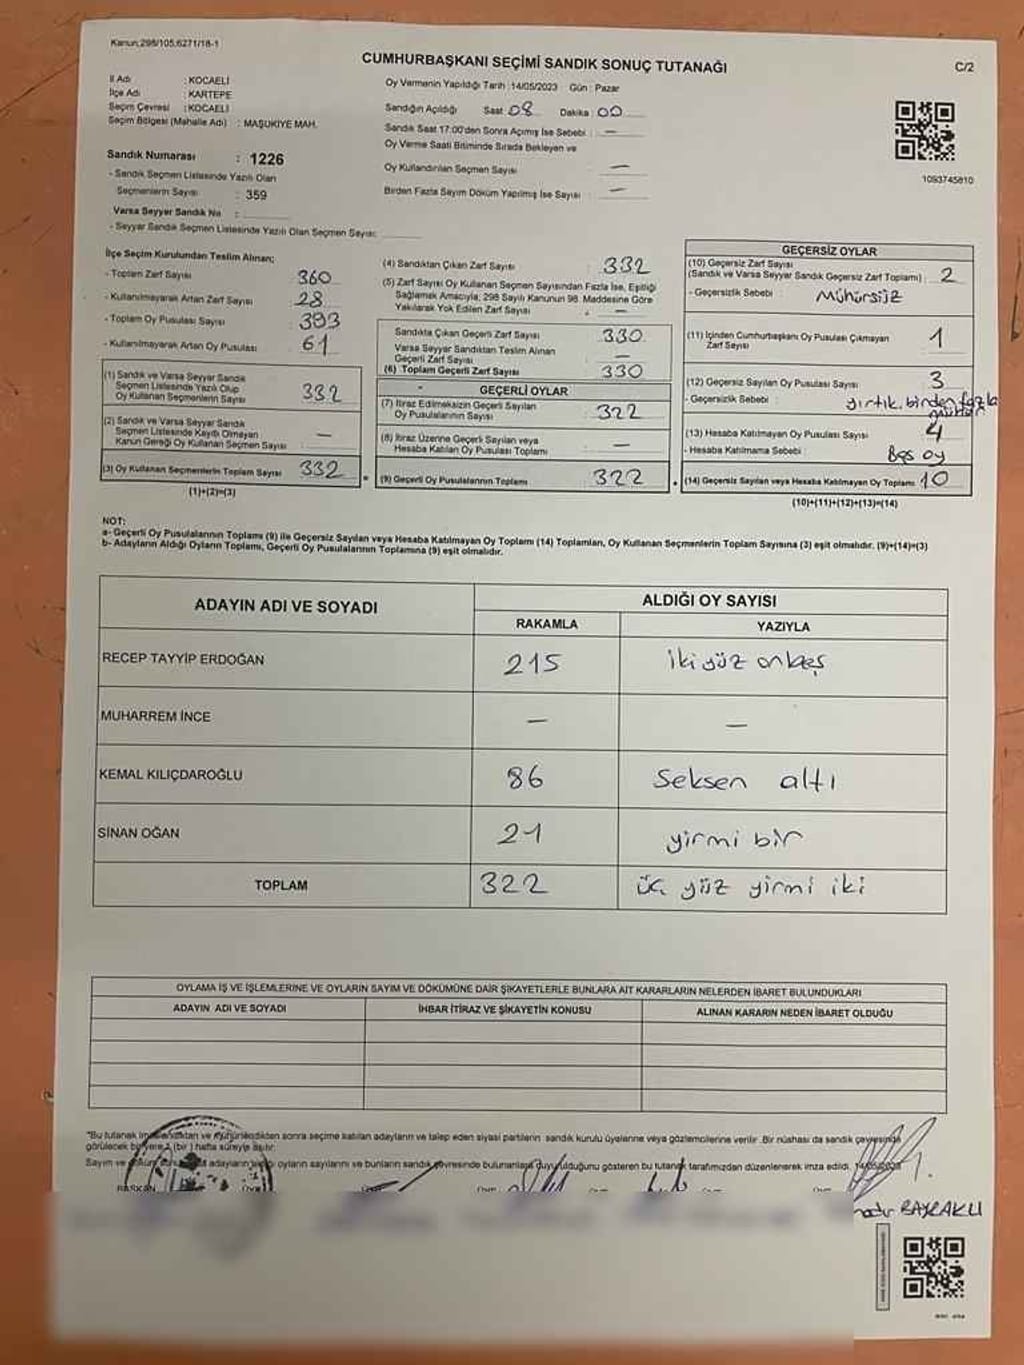 Kanun:298/105,6271/18-1
CUMHURBAŞKANI SEÇİMİ SANDIK SONUÇ TUTANAĞI
C/2
İl Adı : KOCAELİ
İlçe Adı : KARTEPE
Seçim Çevresi : KOCAELİ
Seçim Bölgesi (Mahalle Adı) : MAŞUKİYE MAH.
Oy Vermenin Yapıldığı Tarih :14/05/2023 Gün : Pazar
Sandığın Açıldığı Saat 08 Dakika 00
Sandık Saat 17:00'den Sonra Açımış İse Sebebi : —
Oy Verme Saati Bitiminde Sırada Bekleyen ve
Oy Kullandırılan Seçmen Sayısı : —
Birden Fazla Sayım Döküm Yapılmış İse Sayısı : —
1093745810
Sandık Numarası : 1226
- Sandık Seçmen Listesinde Yazılı Olan
Seçmenlerin Sayısı : 359
Varsa Seyyar Sandık No :
- Seyyar Sandık Seçmen Listesinde Yazılı Olan Seçmen Sayısı:
İlçe Seçim Kurulundan Teslim Alınan;
- Toplam Zarf Sayısı 360
- Kullanılmayarak Artan Zarf Sayısı 28
- Toplam Oy Pusulası Sayısı 393
- Kullanılmayarak Artan Oy Pusulası 61
(1) Sandık ve Varsa Seyyar Sandık
Seçmen Listesinde Yazılı Olup
Oy Kullanan Seçmenlerin Sayısı 332
(2) Sandık ve Varsa Seyyar Sandık
Seçmen Listesinde Kaydı Olmayan
Kanun Gereği Oy Kullanan Seçmen Sayısı : —
(3) Oy Kullanan Seçmenlerin Toplam Sayısı 332
(1)+(2)=(3)
(4) Sandıktan Çıkan Zarf Sayısı : 332
(5) Zarf Sayısı Oy Kullanan Seçmen Sayısından Fazla İse, Eşitliği
Sağlamak Amacıyla; 298 Sayılı Kanunun 98. Maddesine Göre
Yakılarak Yok Edilen Zarf Sayısı : —
Sandıkta Çıkan Geçerli Zarf Sayısı 330
Varsa Seyyar Sandıktan Teslim Alınan
Geçerli Zarf Sayısı —
(6) Toplam Geçerli Zarf Sayısı 330
GEÇERLİ OYLAR
(7) İtiraz Edilmeksizin Geçerli Sayılan
Oy Pusulalarının Sayısı : 322
(8) İtiraz Üzerine Geçerli Sayılan veya
Hesaba Katılan Oy Pusulası Toplamı : —
(9) Geçerli Oy Pusulalarının Toplamı : 322
GEÇERSİZ OYLAR
(10) Geçersiz Zarf Sayısı
(Sandık ve Varsa Seyyar Sandık Geçersiz Zarf Toplamı) : 2
- Geçersizlik Sebebi : Mühürsüz
(11) İçinden Cumhurbaşkanı Oy Pusulası Çıkmayan
Zarf Sayısı 1
(12) Geçersiz Sayılan Oy Pusulası Sayısı : 3
- Geçersizlik Sebebi : yırtık, birden fazla
mühür
(13) Hesaba Katılmayan Oy Pusulası Sayısı : 4
- Hesaba Katılmama Sebebi : Boş oy
(14) Geçersiz Sayılan veya Hesaba Katılmayan Oy Toplamı 10
(10)+(11)+(12)+(13)=(14)
NOT:
a- Geçerli Oy Pusulalarının Toplamı (9) ile Geçersiz Sayılan veya Hesaba Katılmayan Oy Toplamı (14) Toplamları, Oy Kullanan Seçmenlerin Toplam Sayısına (3) eşit olmalıdır. (9)+(14)=(3)
b- Adayların Aldığı Oyların Toplamı, Geçerli Oy Pusulalarının Toplamına (9) eşit olmalıdır.
ADAYIN ADI VE SOYADI ALDIĞI OY SAYISI
RAKAMLA YAZIYLA
RECEP TAYYİP ERDOĞAN 215 iki yüz onbeş
MUHARREM İNCE — —
KEMAL KILIÇDAROĞLU 86 Seksen altı
SİNAN OĞAN 21 yirmi bir
TOPLAM 322 üç yüz yirmi iki
OYLAMA İŞ VE İŞLEMLERİNE VE OYLARIN SAYIM VE DÖKÜMÜNE DAİR ŞİKAYETLERLE BUNLARA AİT KARARLARIN NELERDEN İBARET BULUNDUKLARI
ADAYIN ADI VE SOYADI İHBAR İTİRAZ VE ŞİKAYETİN KONUSU ALINAN KARARIN NEDEN İBARET OLDUĞU
"Bu tutanak ve mühürlendikten sonra seçime katılan adayların ve talep eden siyasi partilerin sandık kurulu üyelerine veya gözlemcilerine verilir. Bir nüshası da sandık çevresinde
görülecek bir yere 1 (bir) hafta süreyle asılır.
Sayım ve adayların oyların sayılarını ve bunların sandık çevresinde bulunanlara duyurulduğunu gösteren bu tutanak tarafımızdan düzenlenerek imza edildi. 14/05/2023
BAŞKAN
BAYRAKLI